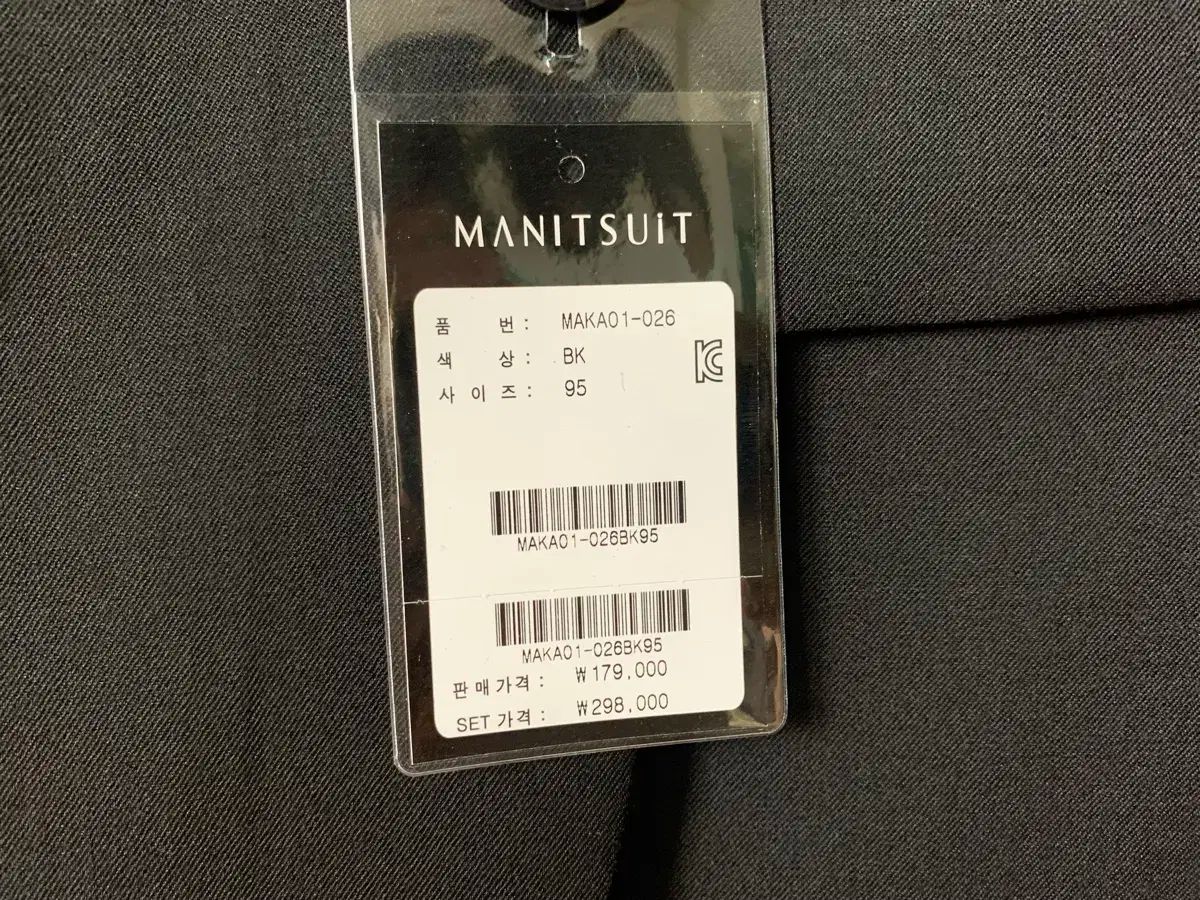 MANITSUiT
품 번 : MAKA01-026
색 상 : BK
사 이 즈 : 95
KC
MAKA01-026BK95
MAKA01-026BK95
판매가격 : ₩179,000
SET 가격 : ₩298,000